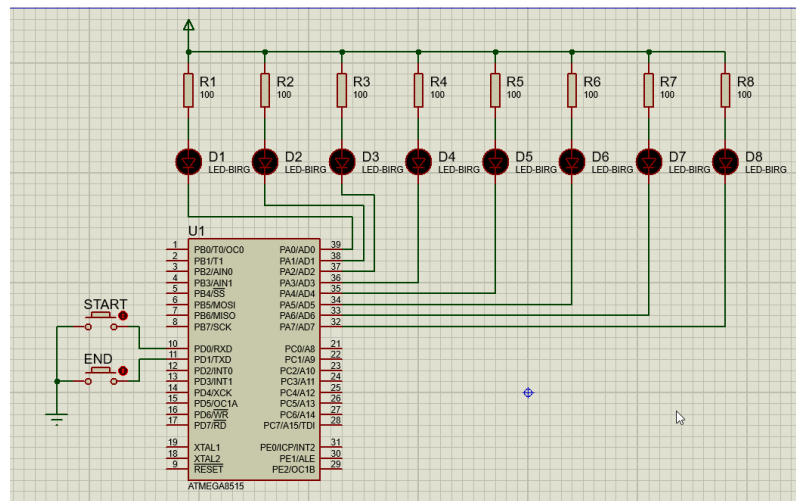 R1 R2 R3 R4 R5 R6 R7 R8
100 100 100 100 100 100 100 100
D1 D2 D3 D4 D5 D6 D7 D8
LED-BIRG LED-BIRG LED-BIRG LED-BIRG LED-BIRG LED-BIRG LED-BIRG LED-BIRG
U1
1 PB0/T0/OC0 PA0/AD0 39
2 PB1/T1 PA1/AD1 38
3 PB2/AIN0 PA2/AD2 37
4 PB3/AIN1 PA3/AD3 36
5 PB4/SS PA4/AD4 35
6 PB5/MOSI PA5/AD5 34
7 PB6/MISO PA6/AD6 33
8 PB7/SCK PA7/AD7 32
START
10 PD0/RXD PC0/A8 21
11 PD1/TXD PC1/A9 22
END
12 PD2/INT0 PC2/A10 23
13 PD3/INT1 PC3/A11 24
14 PD4/XCK PC4/A12 25
15 PD5/OC1A PC5/A13 26
16 PD6/WR PC6/A14 27
17 PD7/RD PC7/A15/TDI 28
19 XTAL1 PE0/ICP/INT2 31
18 XTAL2 PE1/ALE 30
9 RESET PE2/OC1B 29
ATMEGA8515